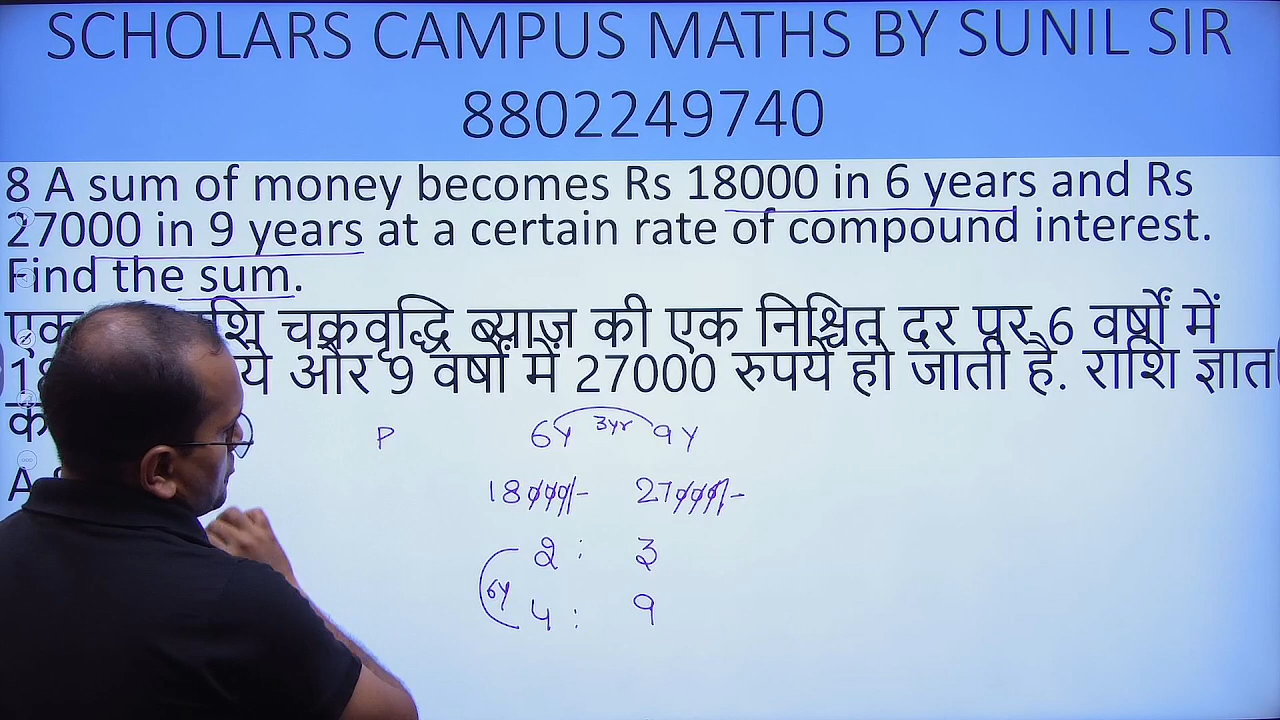 SCHOLARS CAMPUS MATHS BY SUNIL SIR
8802249740
8 A sum of money becomes Rs 18000 in 6 years and Rs
27000 in 9 years at a certain rate of compound interest.
Find the sum.
एक शि चक्रवृद्धि ब्याज़ की एक निश्चित दर पर 6 वर्षों में
18 ये और 9 वर्षों में 27000 रुपये हो जाती है. राशि ज्ञात
क
A
P 6Y 3yr 9Y
18000/- 27000/-
2 : 3
6Y 4 : 9